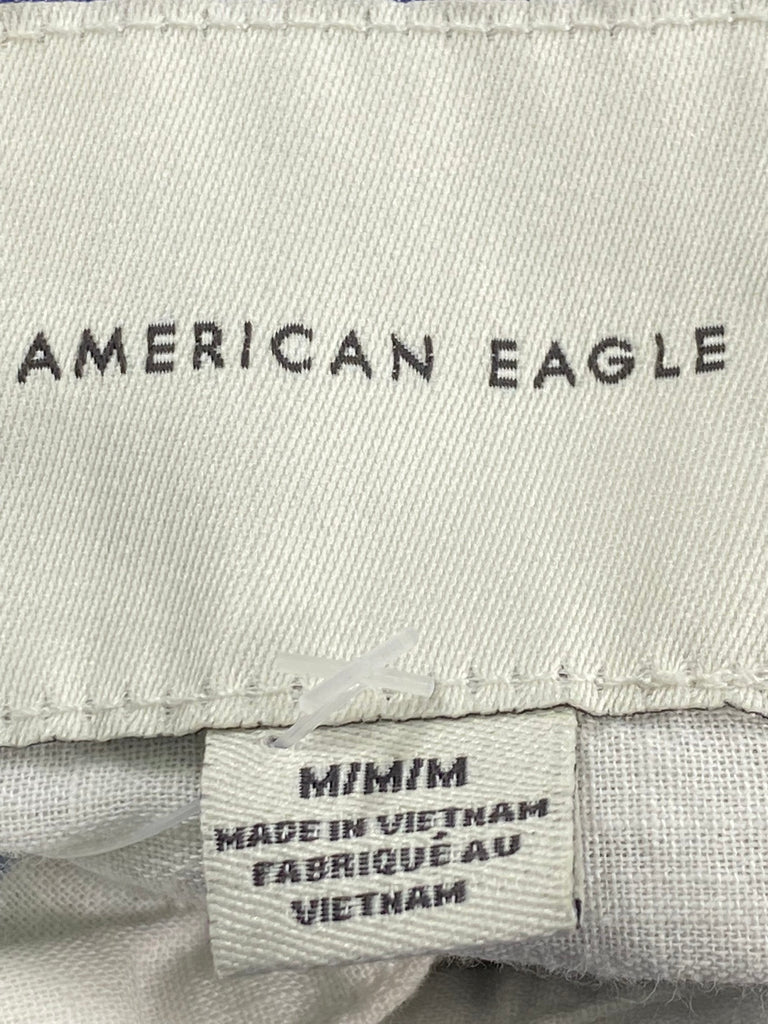 AMERICAN EAGLE
M/M/M
MADE IN VIETNAM
FABRIQUÉ AU
VIETNAM